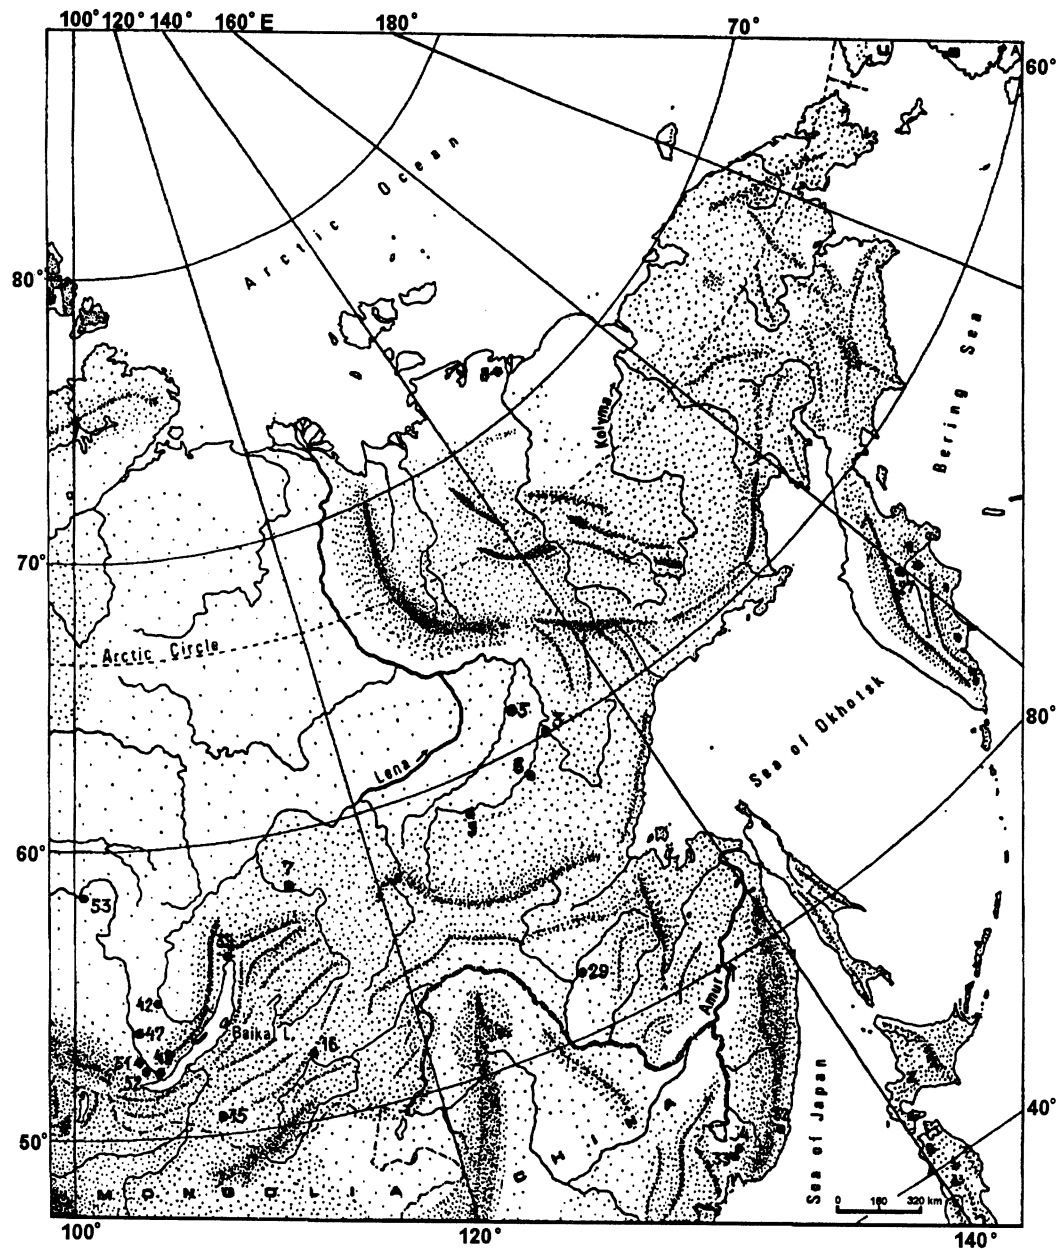 100° 120° 140° 160° E 180° 70°
60°
Arctic Ocean
80°
Bering Sea
Kolyma
70°
Arctic Circle
Sea of Okhotsk
80°
Lena
60°
7
53
29
42
Amur
47
Baikal L.
16
15
50°
40°
CHINA
MONGOLIA
Sea of Japan
0 160 320 km
100° 120° 140°